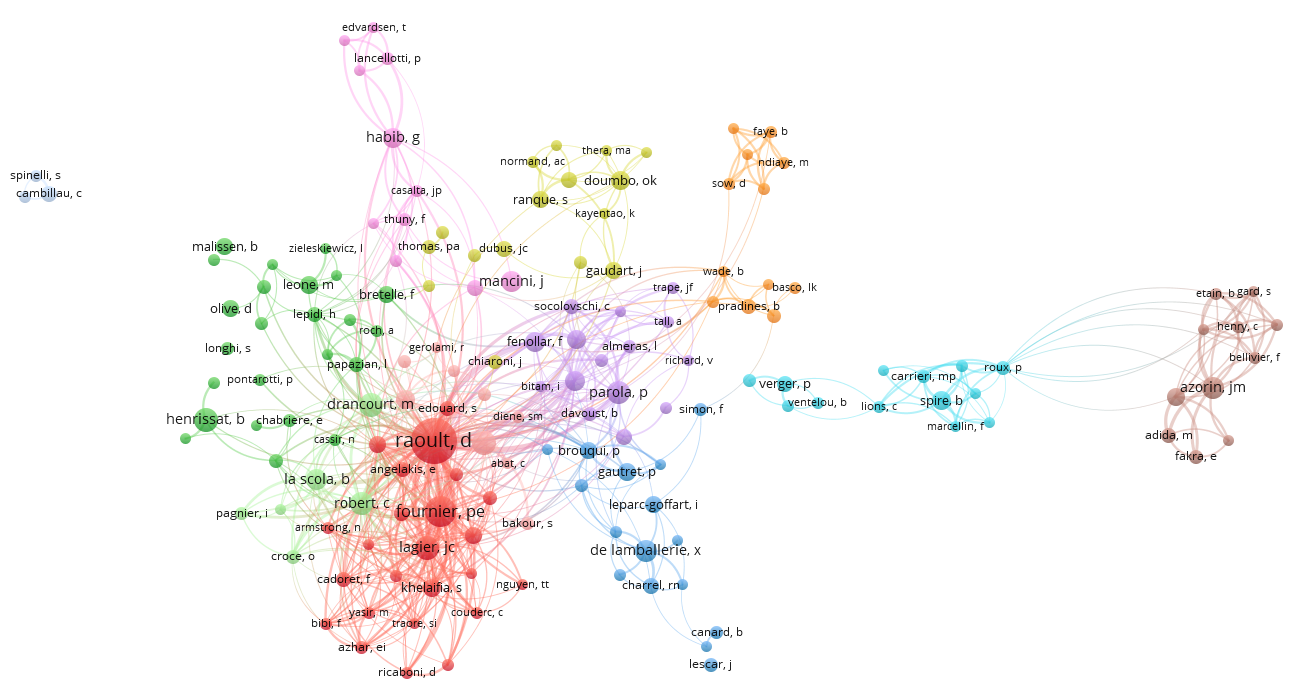 edvardsen, t
lancellotti, p
habib, g
faye, b
normand, ac
thera, ma
ndiaye, m
spinelli, s
doumbo, ok
sow, d
cambillau, c
casalta, jp
ranque, s
kayentao, k
thuny, f
malissen, b
zieleskiewicz, l
thomas, pa
dubus, jc
gaudart, j
wade, b
leone, m
mancini, j
trape, jf
basco, lk
bretelle, f
etain, b
gard, s
olive, d
lepidi, h
socolovschi, c
pradines, b
roch, a
tall, a
henry, c
longhi, s
gerolami, r
fenollar, f
almeras, l
papazian, l
chiaroni, j
richard, v
bellivier, f
roux, p
pontarotti, p
bitam, i
parola, p
verger, p
carrieri, mp
azorin, jm
drancourt, m
edouard, s
diene, sm
davoust, b
simon, f
ventelou, b
lions, c
spire, b
henrissat, b
chabriere, e
marcellin, f
cassir, n
raoult, d
adida, m
brouqui, p
fakra, e
angelakis, e
abat, c
gautret, p
la scola, b
robert, c
leparc-goffart, i
pagnier, i
fournier, pe
armstrong, n
bakour, s
lagier, jc
de lamballerie, x
croce, o
cadoret, f
khelaifia, s
nguyen, tt
charrel, rn
yasir, m
couderc, c
bibi, f
traore, si
canard, b
azhar, ei
lescar, j
ricaboni, d